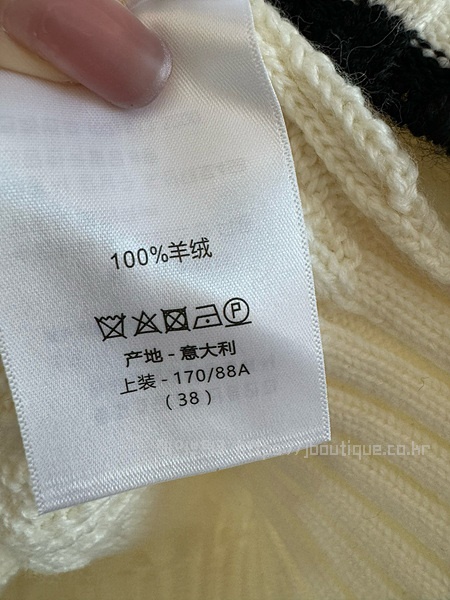 100%羊绒
P
产地 - 意大利
上装 - 170/88A
( 38 )
jboutique.co.kr